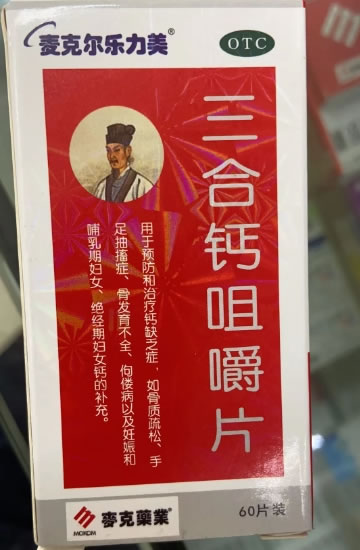 麦克尔乐力美®
OTC
三合钙咀嚼片
用于预防和治疗钙缺乏症，如骨质疏松、手
足抽搐症、骨发育不全、佝偻病以及妊娠和
哺乳期妇女、绝经期妇女钙的补充。
麥克藥業®
60片装